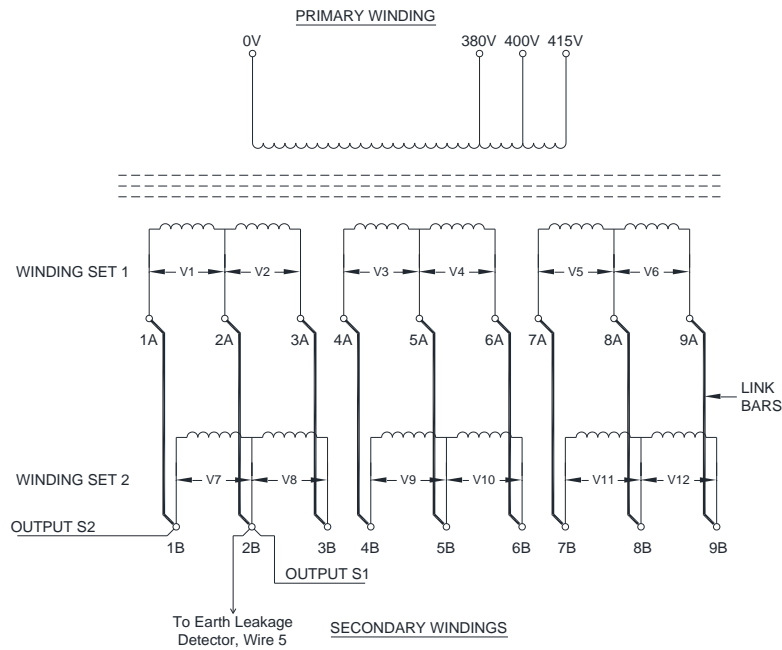 PRIMARY WINDING
0V 380V 400V 415V
WINDING SET 1
V1 V2 V3 V4 V5 V6
1A 2A 3A 4A 5A 6A 7A 8A 9A
LINK
BARS
WINDING SET 2
V7 V8 V9 V10 V11 V12
OUTPUT S2
1B 2B 3B 4B 5B 6B 7B 8B 9B
OUTPUT S1
To Earth Leakage
Detector, Wire 5
SECONDARY WINDINGS